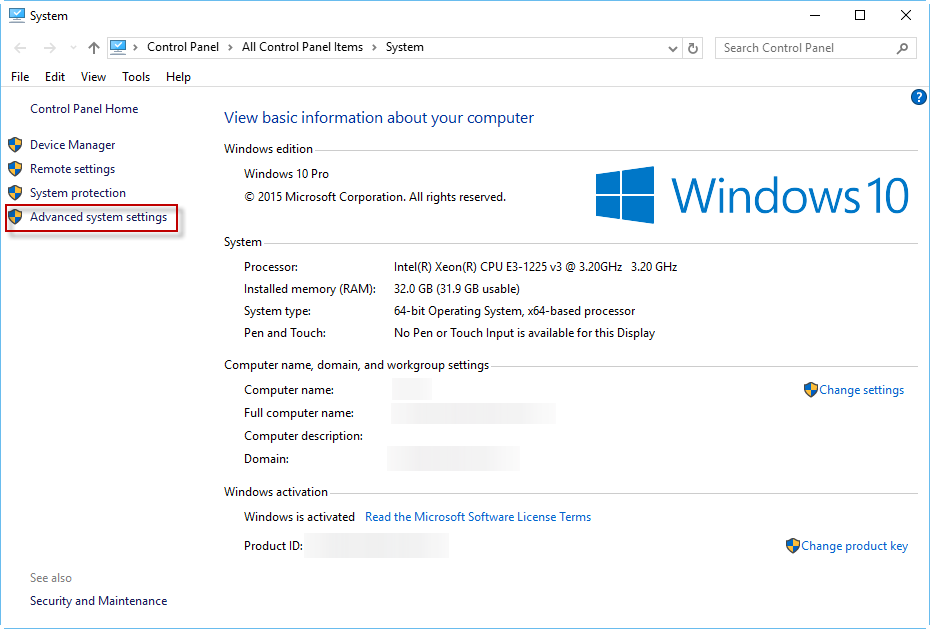 System
Control Panel > All Control Panel Items > System
Search Control Panel
File Edit View Tools Help
?
Control Panel Home
Device Manager
Remote settings
System protection
Advanced system settings
See also
Security and Maintenance
View basic information about your computer
Windows edition
Windows 10 Pro
© 2015 Microsoft Corporation. All rights reserved.
Windows 10
System
Processor: Intel(R) Xeon(R) CPU E3-1225 v3 @ 3.20GHz 3.20 GHz
Installed memory (RAM): 32.0 GB (31.9 GB usable)
System type: 64-bit Operating System, x64-based processor
Pen and Touch: No Pen or Touch Input is available for this Display
Computer name, domain, and workgroup settings
Computer name: Change settings
Full computer name:
Computer description:
Domain:
Windows activation
Windows is activated Read the Microsoft Software License Terms
Product ID: Change product key